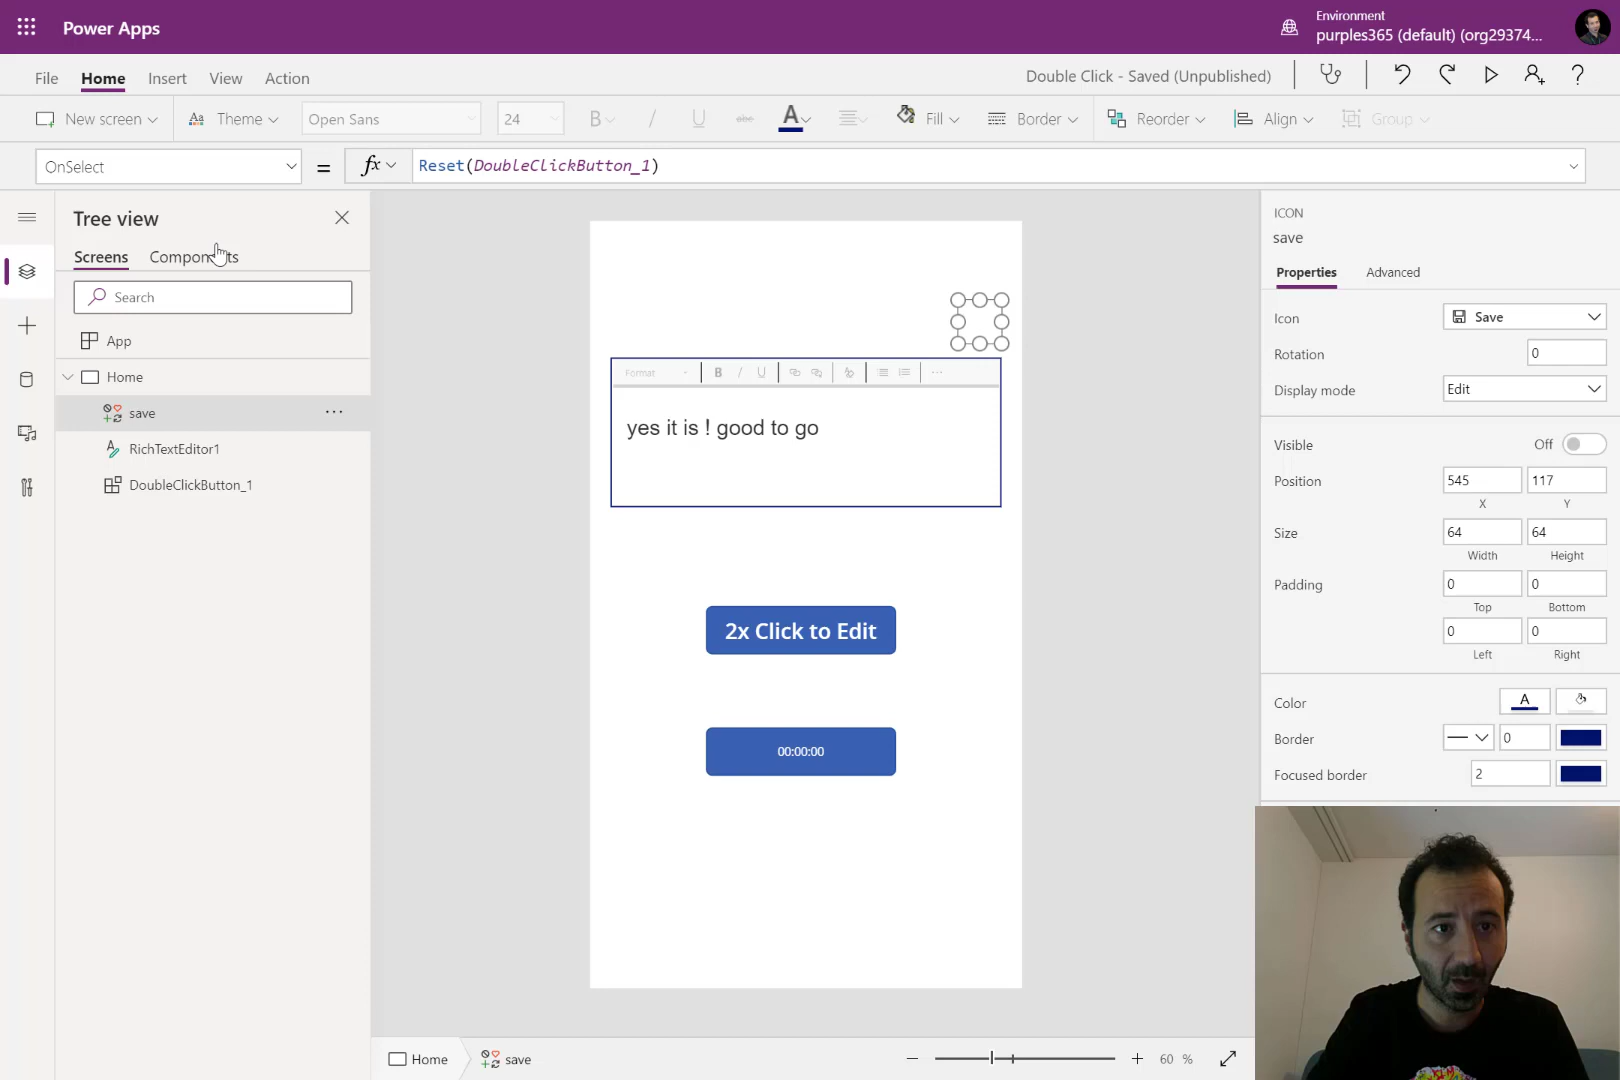 Power Apps
Environment
purples365 (default) (org29374...
File Home Insert View Action
Double Click - Saved (Unpublished)
New screen Theme Open Sans 24 B / U abc A Fill Border Reorder Align Group
OnSelect = fx Reset(DoubleClickButton_1)
Tree view
Screens Components
Search
App
Home
save ...
RichTextEditor1
DoubleClickButton_1
Format B / U ...
yes it is ! good to go
2x Click to Edit
00:00:00
ICON
save
Properties Advanced
Icon Save
Rotation 0
Display mode Edit
Visible Off
Position 545 117
X Y
Size 64 64
Width Height
Padding 0 0
Top Bottom
0 0
Left Right
Color A
Border 0
Focused border 2
Home save
60 %